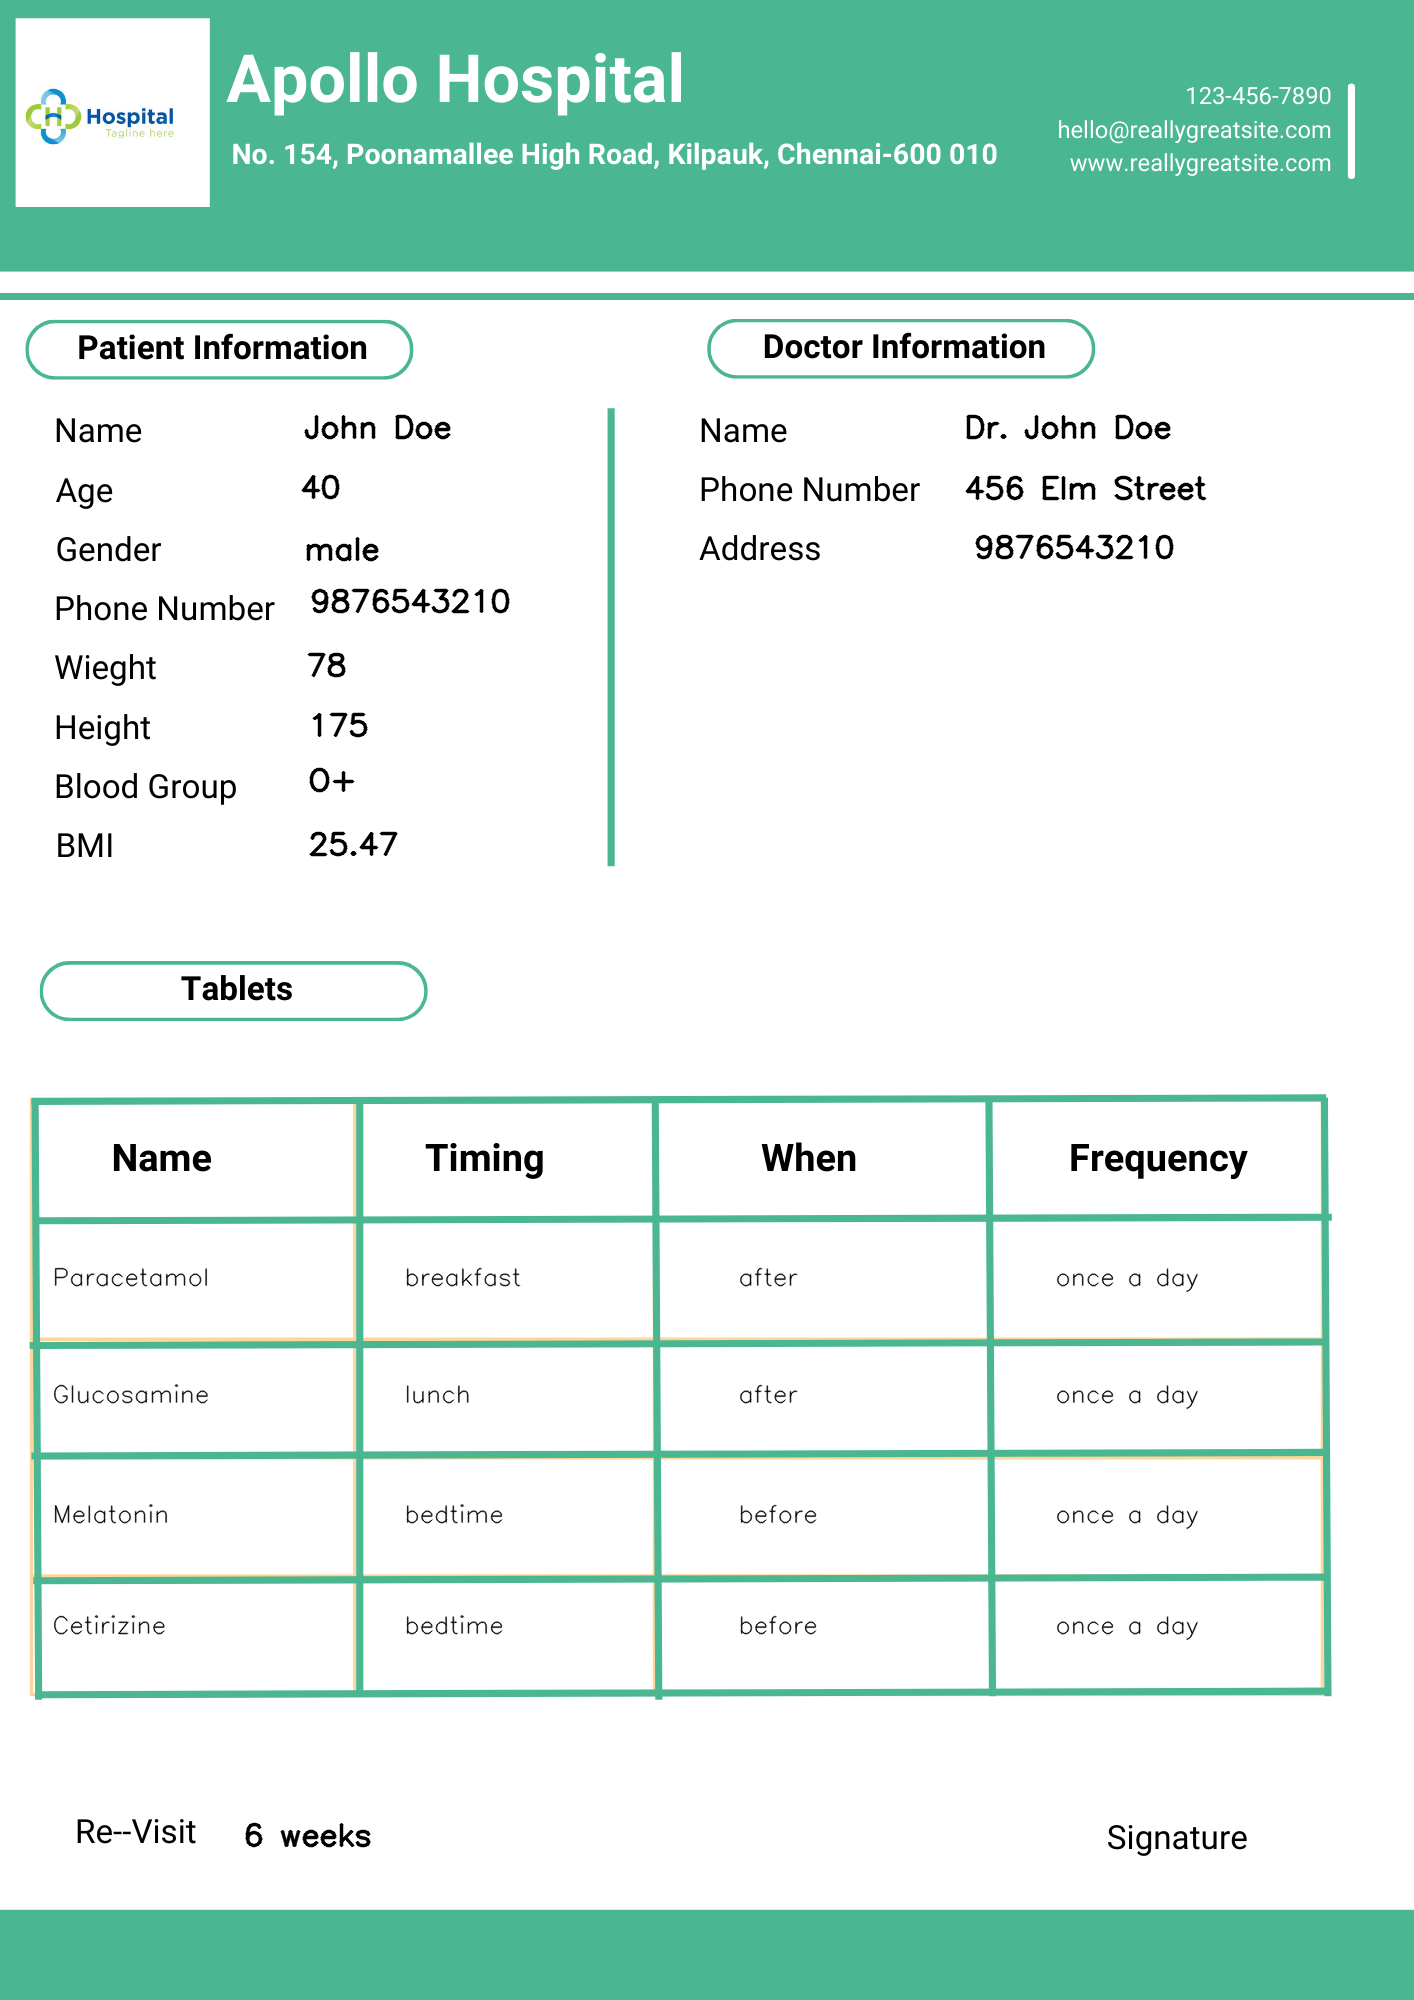 Hospital
Tagline here
Apollo Hospital
No. 154, Poonamallee High Road, Kilpauk, Chennai-600 010
123-456-7890
hello@reallygreatsite.com
www.reallygreatsite.com
Patient Information
Name John Doe
Age 40
Gender male
Phone Number 9876543210
Wieght 78
Height 175
Blood Group O+
BMI 25.47
Doctor Information
Name Dr. John Doe
Phone Number 456 Elm Street
Address 9876543210
Tablets
Name Timing When Frequency
Paracetamol breakfast after once a day
Glucosamine lunch after once a day
Melatonin bedtime before once a day
Cetirizine bedtime before once a day
Re--Visit 6 weeks
Signature